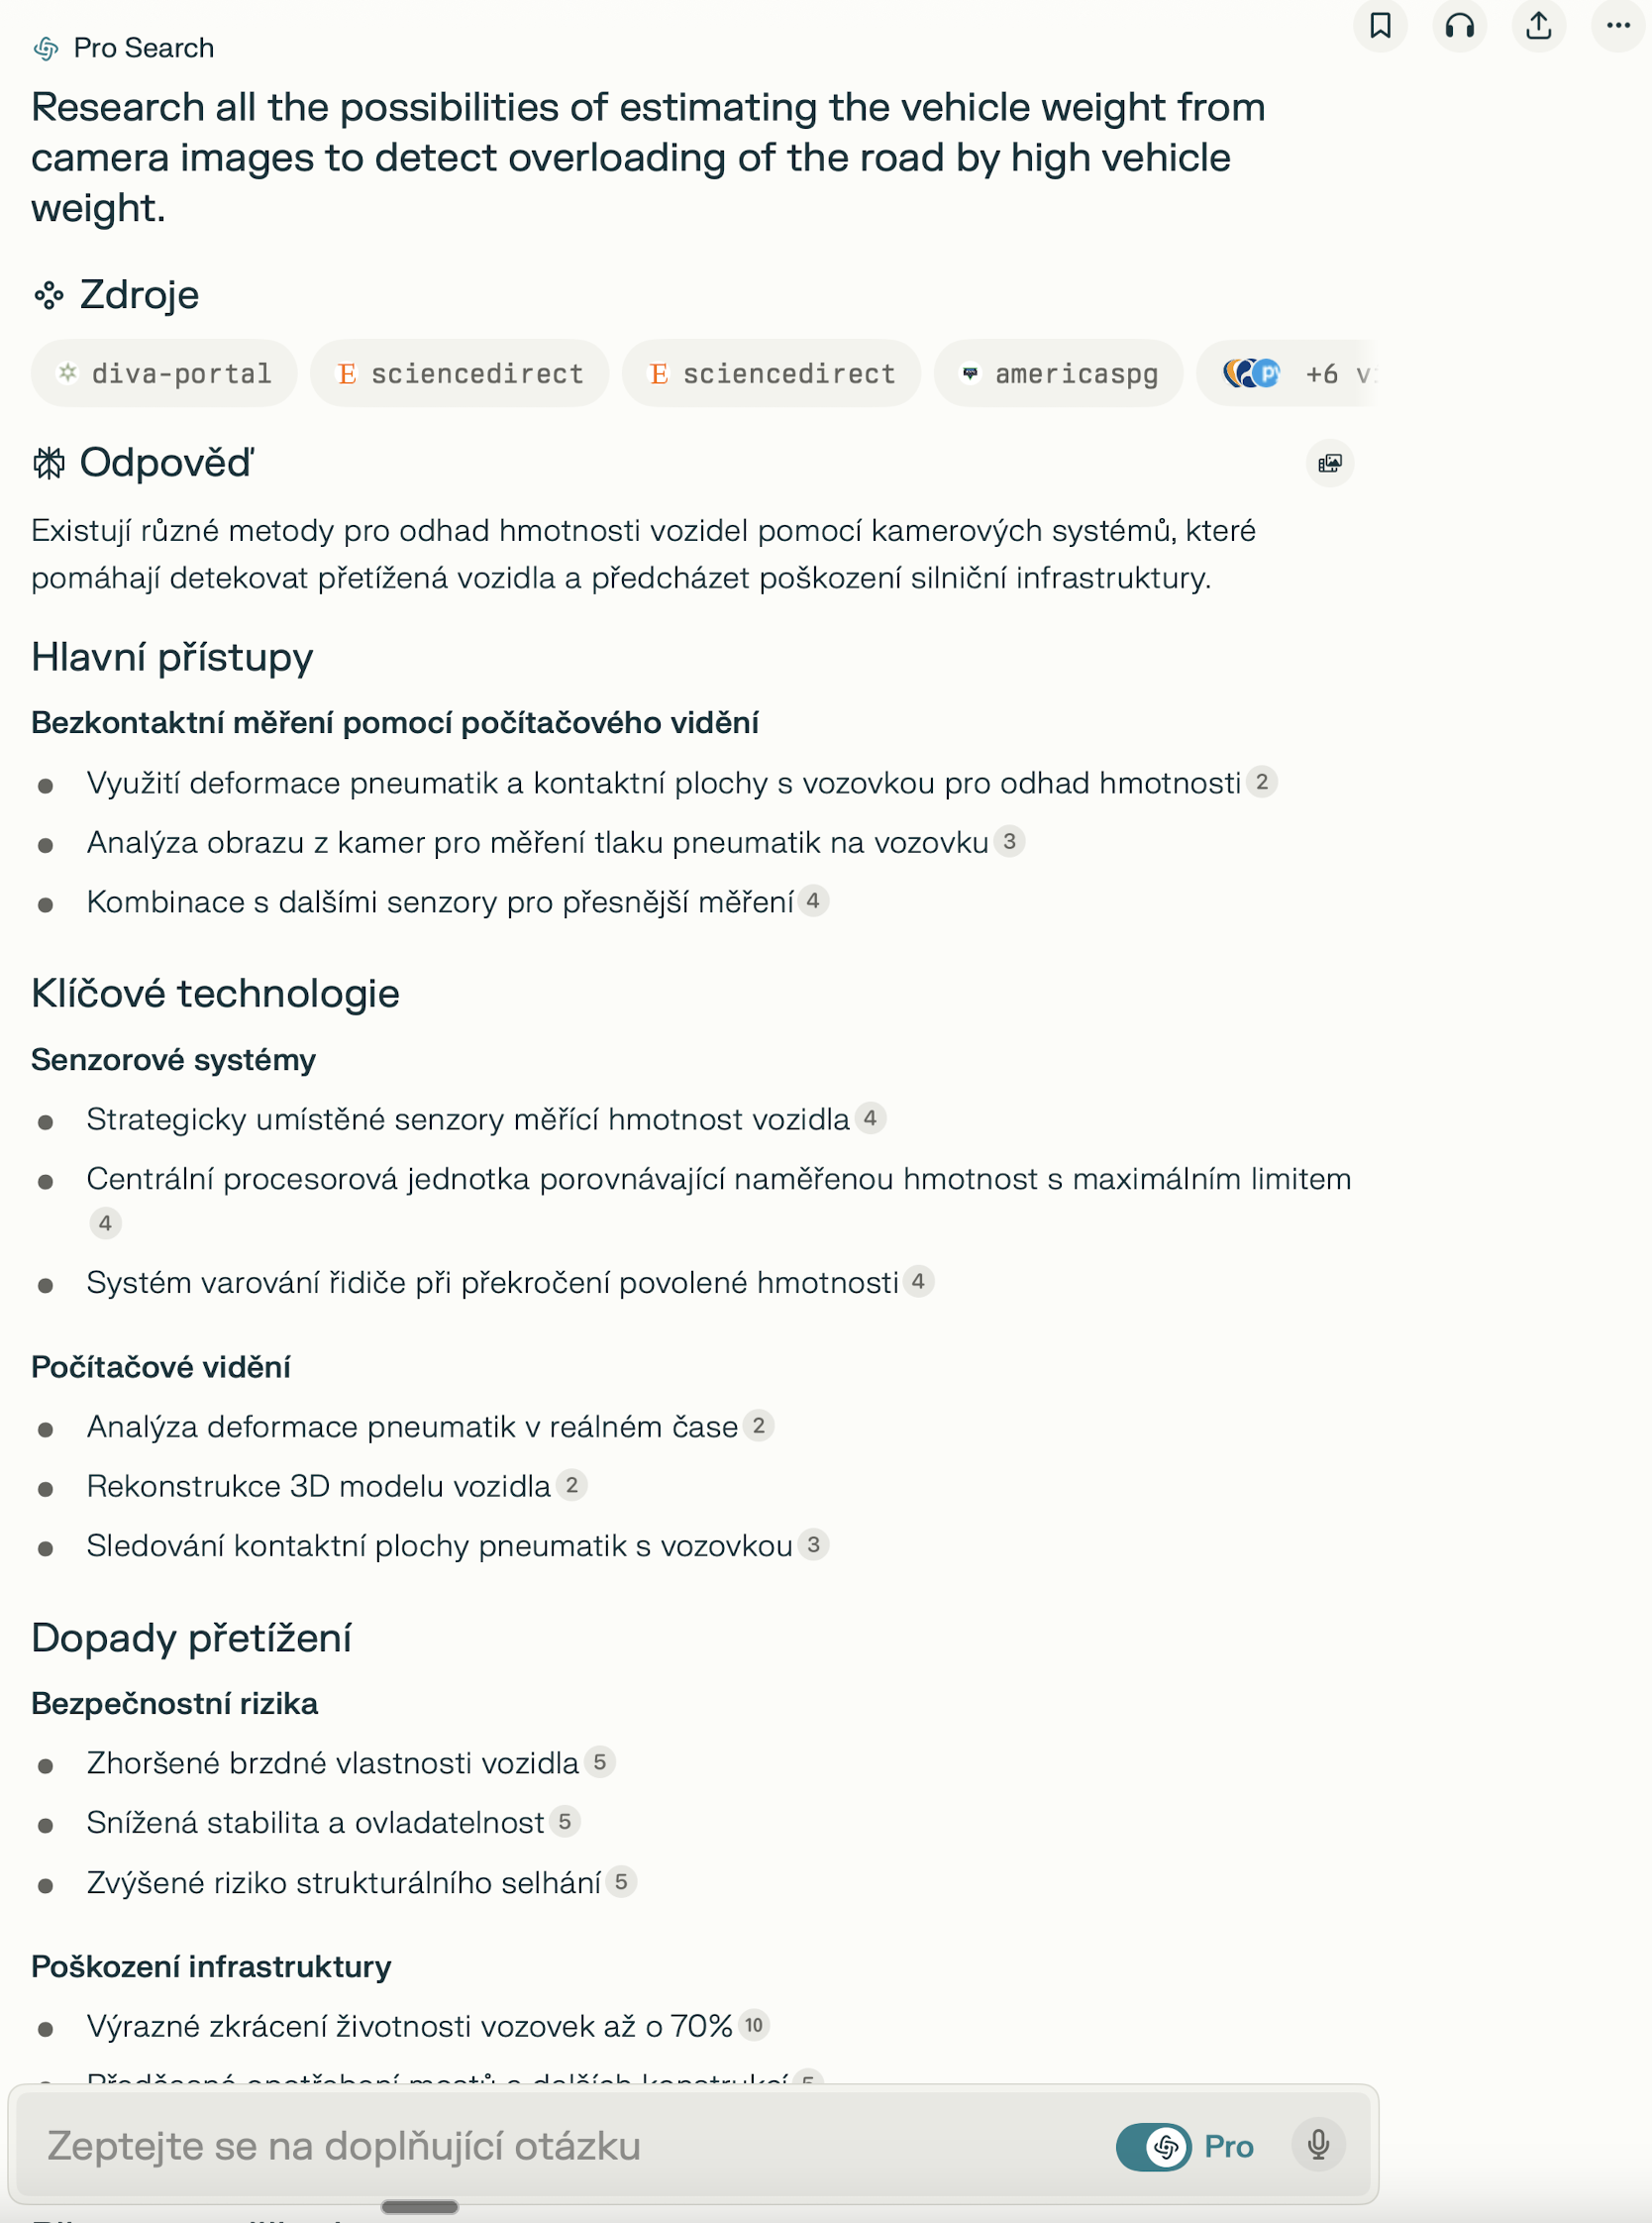 Pro Search
Research all the possibilities of estimating the vehicle weight from
camera images to detect overloading of the road by high vehicle
weight.
Zdroje
diva-portal
E sciencedirect
E sciencedirect
americaspg
+6
Odpověď
Existují různé metody pro odhad hmotnosti vozidel pomocí kamerových systémů, které
pomáhají detekovat přetížená vozidla a předcházet poškození silniční infrastruktury.
Hlavní přístupy
Bezkontaktní měření pomocí počítačového vidění
Využití deformace pneumatik a kontaktní plochy s vozovkou pro odhad hmotnosti 2
Analýza obrazu z kamer pro měření tlaku pneumatik na vozovku 3
Kombinace s dalšími senzory pro přesnější měření 4
Klíčové technologie
Senzorové systémy
Strategicky umístěné senzory měřící hmotnost vozidla 4
Centrální procesorová jednotka porovnávající naměřenou hmotnost s maximálním limitem
4
Systém varování řidiče při překročení povolené hmotnosti 4
Počítačové vidění
Analýza deformace pneumatik v reálném čase 2
Rekonstrukce 3D modelu vozidla 2
Sledování kontaktní plochy pneumatik s vozovkou 3
Dopady přetížení
Bezpečnostní rizika
Zhoršené brzdné vlastnosti vozidla 5
Snížená stabilita a ovladatelnost 5
Zvýšené riziko strukturálního selhání 5
Poškození infrastruktury
Výrazné zkrácení životnosti vozovek až o 70% 10
Předčasné opotřebení mostů a dalších konstrukcí 5
Zeptejte se na doplňující otázku
Pro